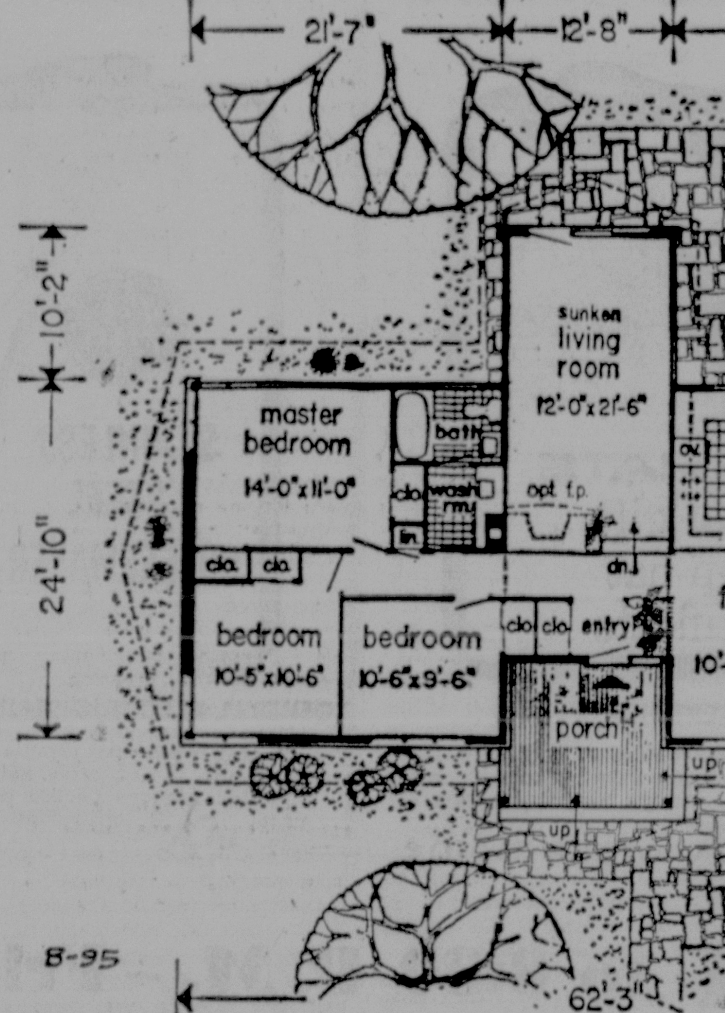 21'-7"
12'-8"
10'-2"
24'-10"
sunken
living
room
12'-0"x21'-6"
master
bedroom
14'-0"x11'-0"
bath
clo
wash
rm.
lin
opt. f.p.
dn.
clo.
clo.
bedroom
10'-5"x10'-6"
bedroom
10'-6"x9'-6"
clo.
clo.
entry
10'-
porch
up
up
B-95
62'-3"